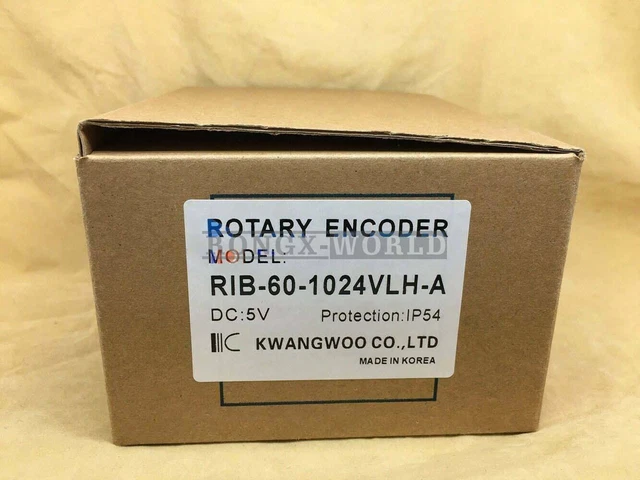 ROTARY ENCODER
RONGX-WORLD
MODEL:
RIB-60-1024VLH-A
DC:5V Protection:IP54
KWANGWOO CO.,LTD
MADE IN KOREA